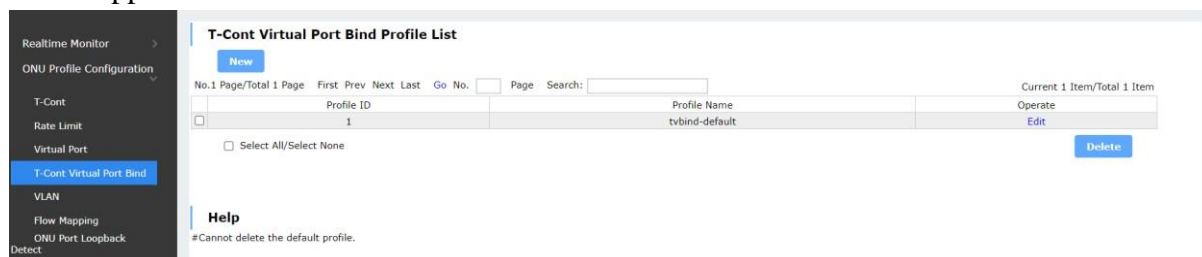 T-Cont Virtual Port Bind Profile List
Realtime Monitor
ONU Profile Configuration
T-Cont
Rate Limit
Virtual Port
T-Cont Virtual Port Bind
VLAN
Flow Mapping
ONU Port Loopback
Detect
New
No.1 Page/Total 1 Page First Prev Next Last Go No. Page Search: Current 1 Item/Total 1 Item
Profile ID Profile Name Operate
1 tvbind-default Edit
Select All/Select None Delete
Help
#Cannot delete the default profile.